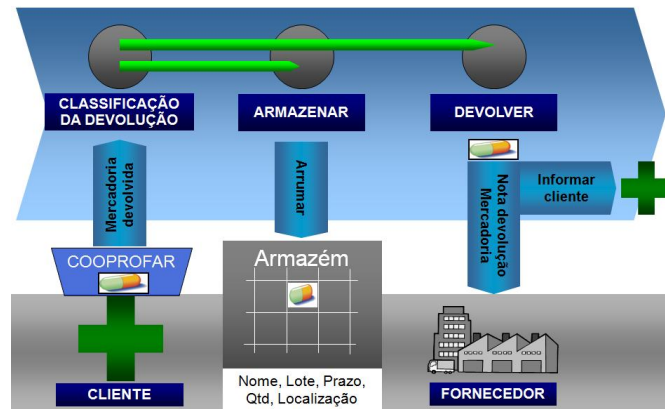 CLASSIFICAÇÃO
DA DEVOLUÇÃO
ARMAZENAR
DEVOLVER
Mercadoria
devolvida
Arrumar
Nota devolução
Mercadoria
Informar
cliente
COOPROFAR
Armazém
CLIENTE
Nome, Lote, Prazo,
Qtd, Localização
FORNECEDOR